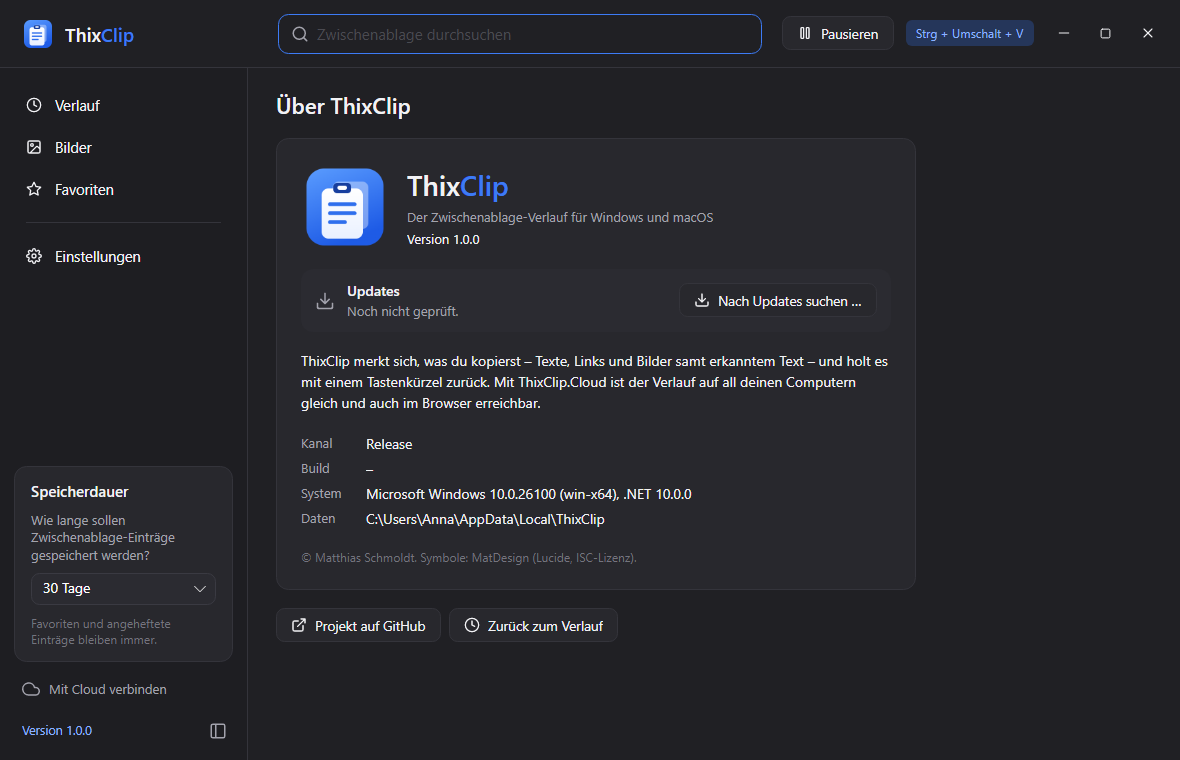 ThixClip
Zwischenablage durchsuchen
Pausieren
Strg + Umschalt + V
Verlauf
Bilder
Favoriten
Einstellungen
Speicherdauer
Wie lange sollen
Zwischenablage-Einträge
gespeichert werden?
30 Tage
Favoriten und angeheftete
Einträge bleiben immer.
Mit Cloud verbinden
Version 1.0.0
Über ThixClip
ThixClip
Der Zwischenablage-Verlauf für Windows und macOS
Version 1.0.0
Updates
Noch nicht geprüft.
Nach Updates suchen ...
ThixClip merkt sich, was du kopierst – Texte, Links und Bilder samt erkanntem Text – und holt es
mit einem Tastenkürzel zurück. Mit ThixClip.Cloud ist der Verlauf auf all deinen Computern
gleich und auch im Browser erreichbar.
Kanal Release
Build –
System Microsoft Windows 10.0.26100 (win-x64), .NET 10.0.0
Daten C:\Users\Anna\AppData\Local\ThixClip
© Matthias Schmoldt. Symbole: MatDesign (Lucide, ISC-Lizenz).
Projekt auf GitHub
Zurück zum Verlauf